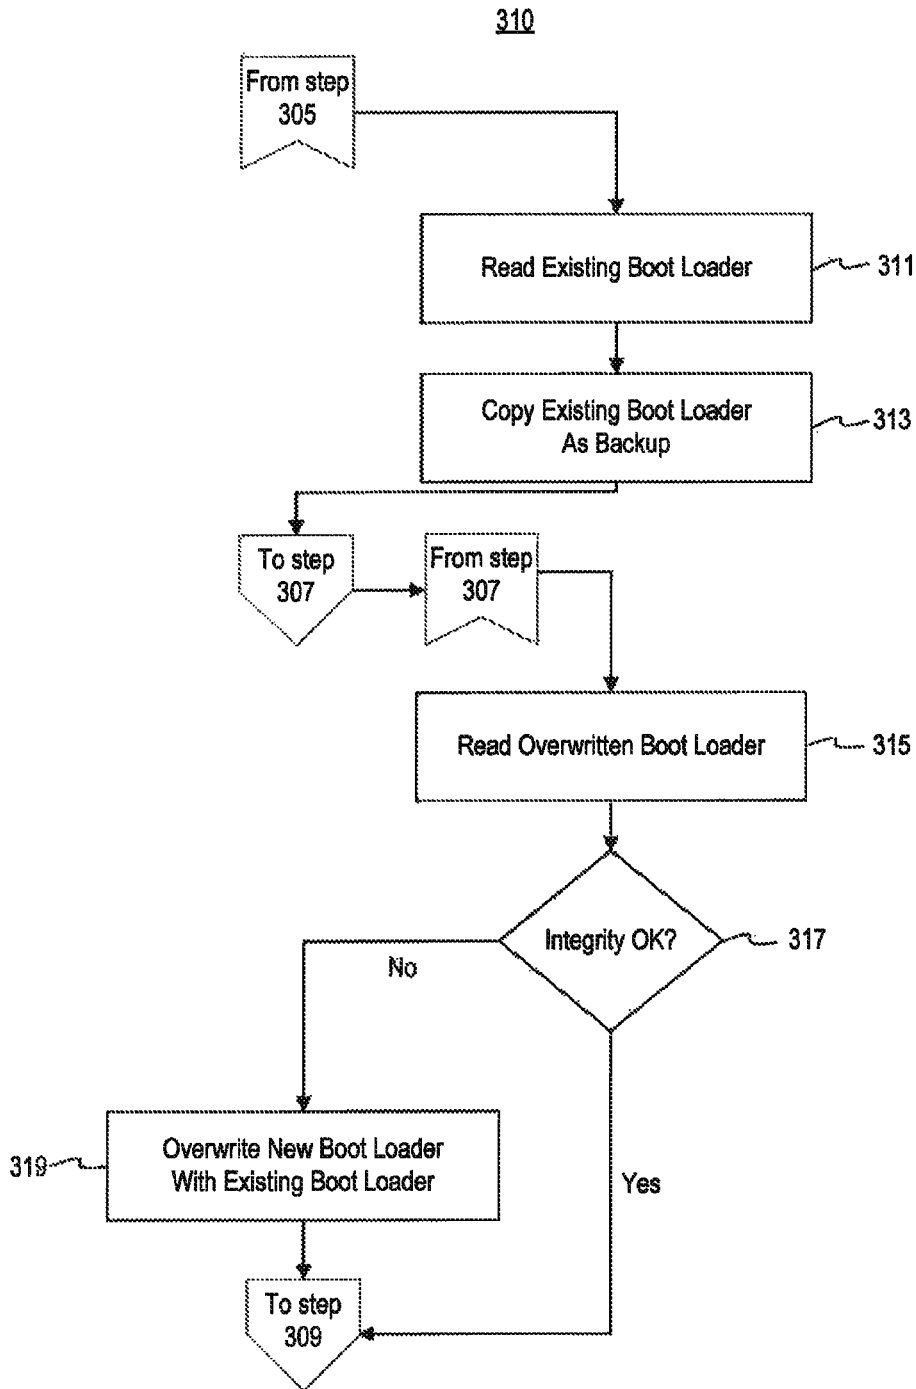 310
From step
305
Read Existing Boot Loader
311
Copy Existing Boot Loader
As Backup
313
To step
307
From step
307
Read Overwritten Boot Loader
315
Integrity OK?
317
No
Overwrite New Boot Loader
With Existing Boot Loader
319
Yes
To step
309